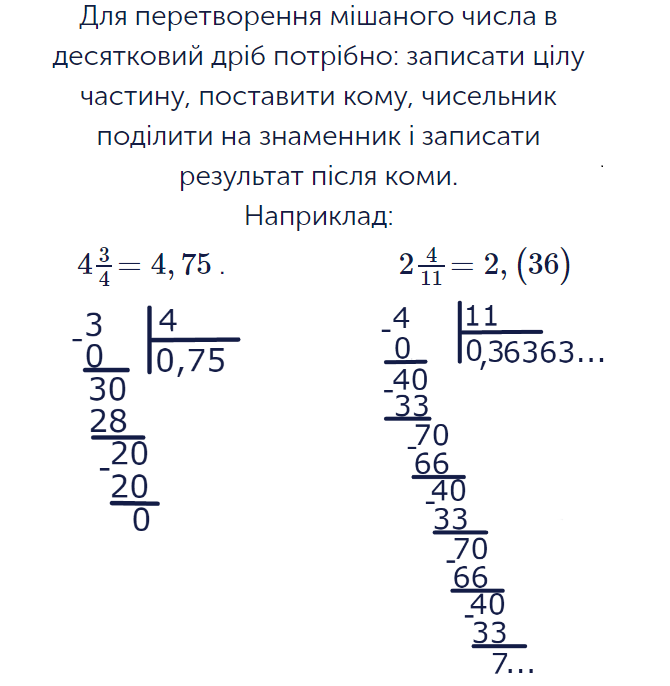 Для перетворення мішаного числа в
десятковий дріб потрібно: записати цілу
частину, поставити кому, чисельник
поділити на знаменник і записати
результат після коми.
Наприклад:
4 3/4 = 4, 75 .
-3 | 4
0 | 0,75
30
28
-20
20
0
2 4/11 = 2, (36)
-4 | 11
0 | 0,36363...
-40
33
-70
66
-40
33
-70
66
-40
33
7...